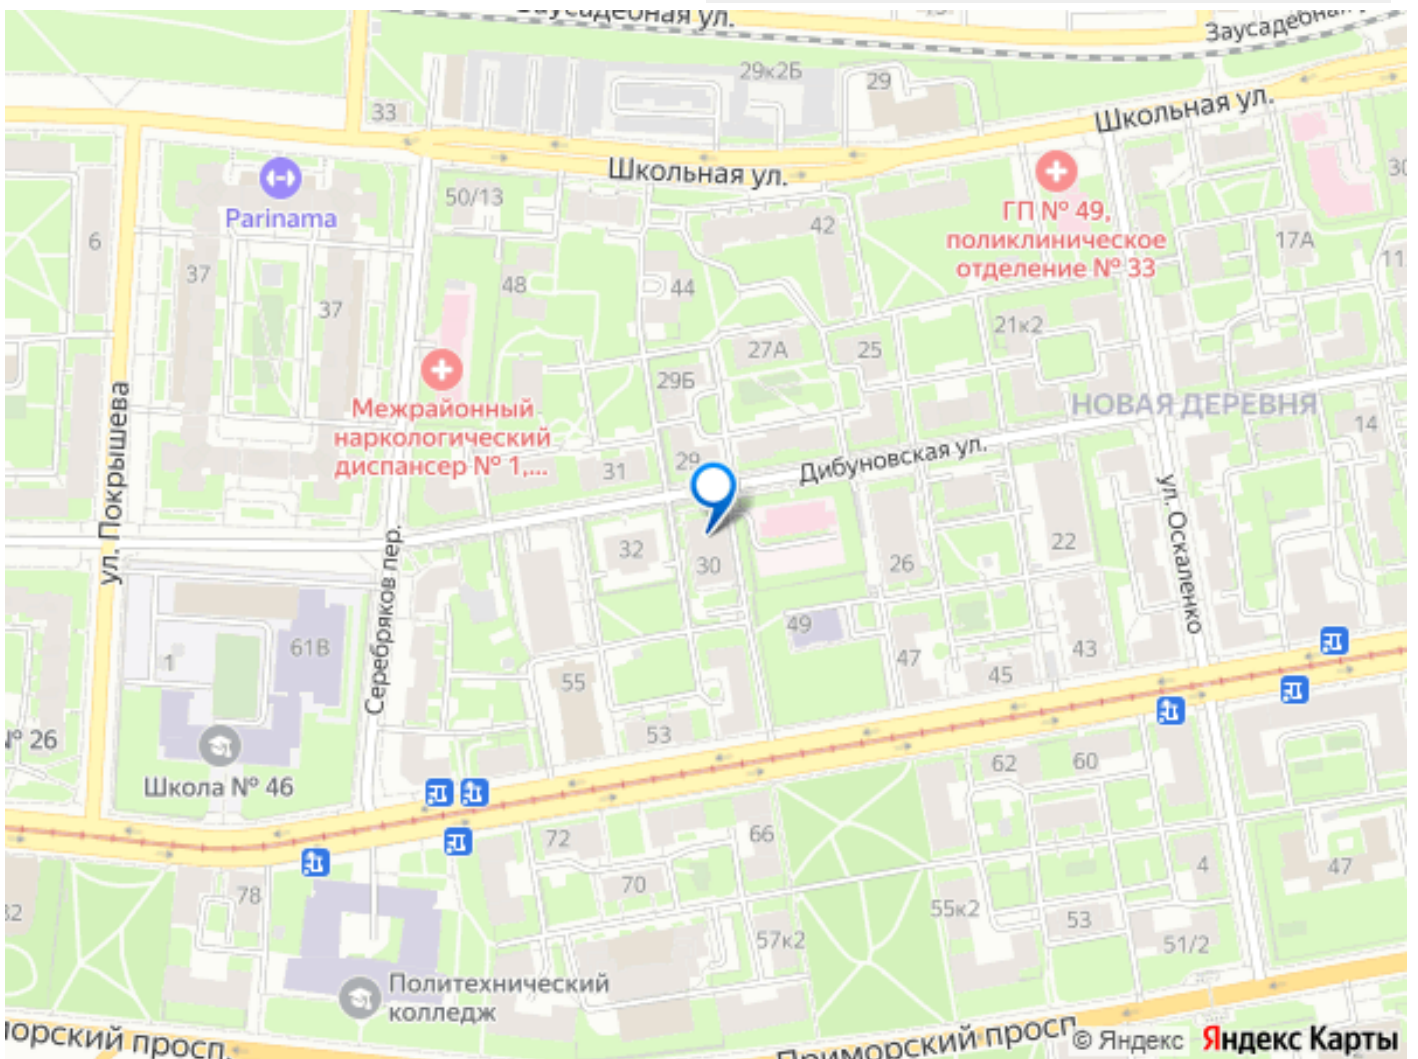 Заусадебная ул.
Заусадебная
29к2Б
29
33
Школьная ул.
Школьная ул.
50/13
42
Parinama
ГП № 49,
поликлиническое
отделение № 33
17А
30
6
11
37
37
48
44
21к2
27А
25
29Б
НОВАЯ ДЕРЕВНЯ
14
Межрайонный
наркологический
диспансер № 1,...
31
29
Дибуновская ул.
ул. Покрышева
Серебряков пер.
ул. Оскаленко
32
30
26
22
61В
1
49
47
45
43
55
53
№ 26
Школа № 46
62
60
72
66
70
78
4
47
55к2
53
57к2
51/2
Политехнический
колледж
Приморский просп.
© Яндекс Яндекс Карты